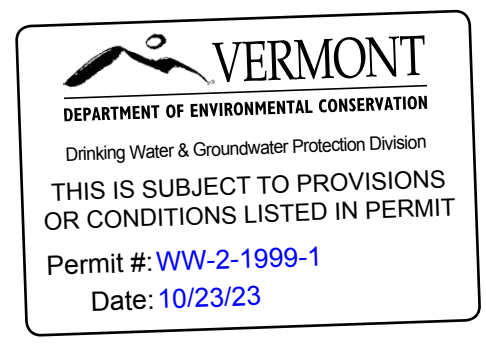 VERMONT
DEPARTMENT OF ENVIRONMENTAL CONSERVATION
Drinking Water & Groundwater Protection Division
THIS IS SUBJECT TO PROVISIONS
OR CONDITIONS LISTED IN PERMIT
Permit #: WW-2-1999-1
Date: 10/23/23